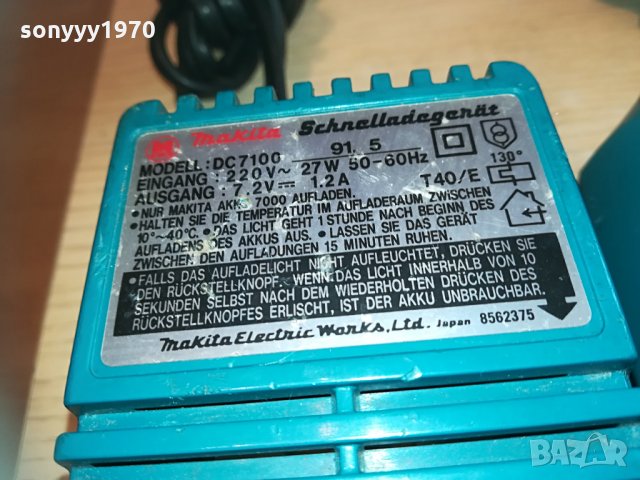 sonyyy1970
makita Schnelladegerät
91. 5
MODELL: DC7100
EINGANG: 220V~ 27W 50-60Hz
AUSGANG: 7.2V⎓ 1.2A
130°
T40/E
•NUR MAKITA AKKU 7000 AUFLADEN.
•HALTEN SIE DIE TEMPERATUR IM AUFLADERAUM ZWISCHEN
10°~40°C. •DAS LICHT GEHT 1 STUNDE NACH BEGINN DES
AUFLADENS DES AKKUS AUS. •LASSEN SIE DAS GERÄT
ZWISCHEN DEN AUFLADUNGEN 15 MINUTEN RUHEN.
•FALLS DAS AUFLADELICHT NICHT AUFLEUCHTET, DRÜCKEN SIE
DEN RÜCKSTELLKNOPF. WENN DAS LICHT INNERHALB VON 10
SEKUNDEN SELBST NACH DEM WIEDERHOLTEN DRÜCKEN DES
RÜCKSTELLKNOPFES ERLISCHT, IST DER AKKU UNBRAUCHBAR.
Makita Electric Works, Ltd. Japan 8562375
BAZAR